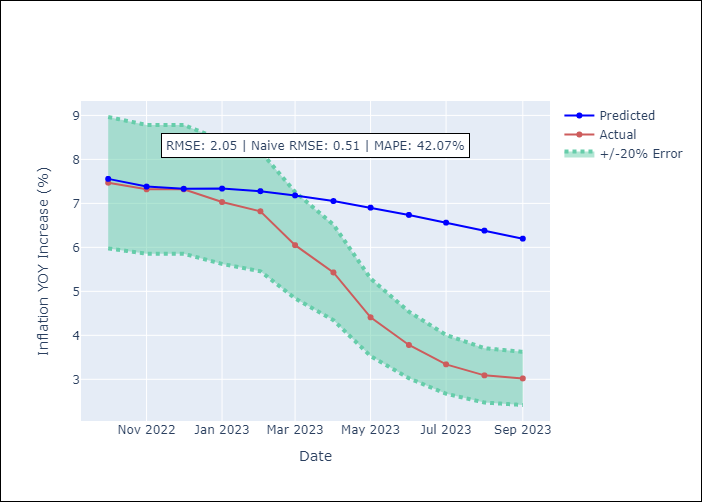 RMSE: 2.05 | Naive RMSE: 0.51 | MAPE: 42.07%
Predicted
Actual
+/-20% Error
Inflation YOY Increase (%)
9
8
7
6
5
4
3
Nov 2022
Jan 2023
Mar 2023
May 2023
Jul 2023
Sep 2023
Date